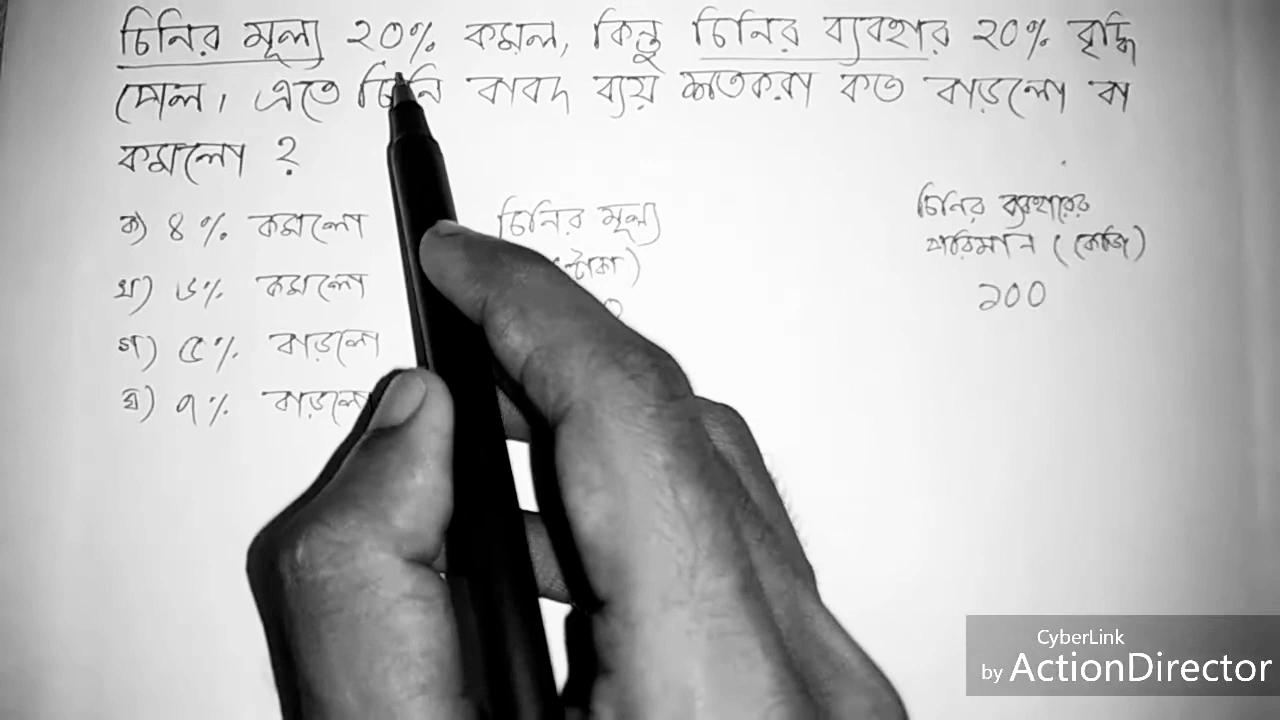 চিনির মূল্য ২০% কমল, কিন্তু চিনির ব্যবহার ২০% বৃদ্ধি
পেল। এতে চিনি বাবদ ব্যয় শতকরা কত বাড়লো বা
কমলো ?
ক) ৪% কমলো
খ) ৬% কমলো
গ) ৫% বাড়লো
ঘ) ৭% বাড়লো
চিনির মূল্য
টাকা)
০
চিনির ব্যবহারের
পরিমান (কেজি)
১০০
CyberLink
by ActionDirector